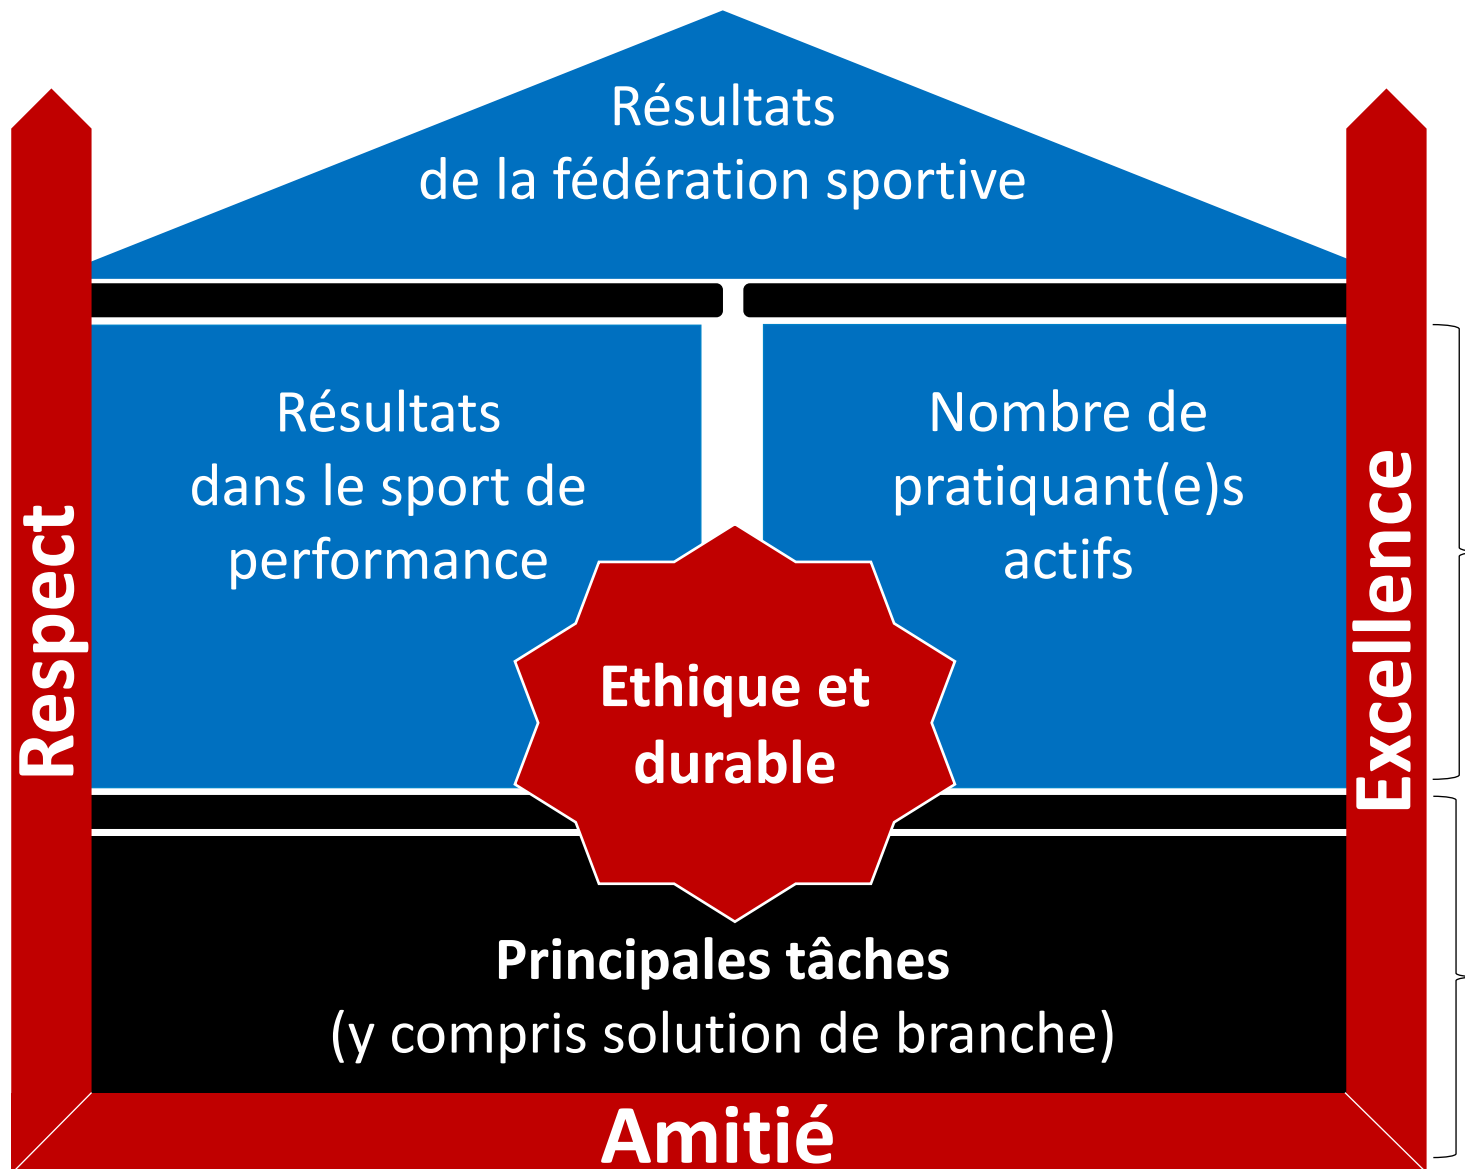 Résultats
de la fédération sportive
Résultats
dans le sport de
performance
Nombre de
pratiquant(e)s
actifs
Respect
Excellence
Ethique et
durable
Principales tâches
(y compris solution de branche)
Amitié